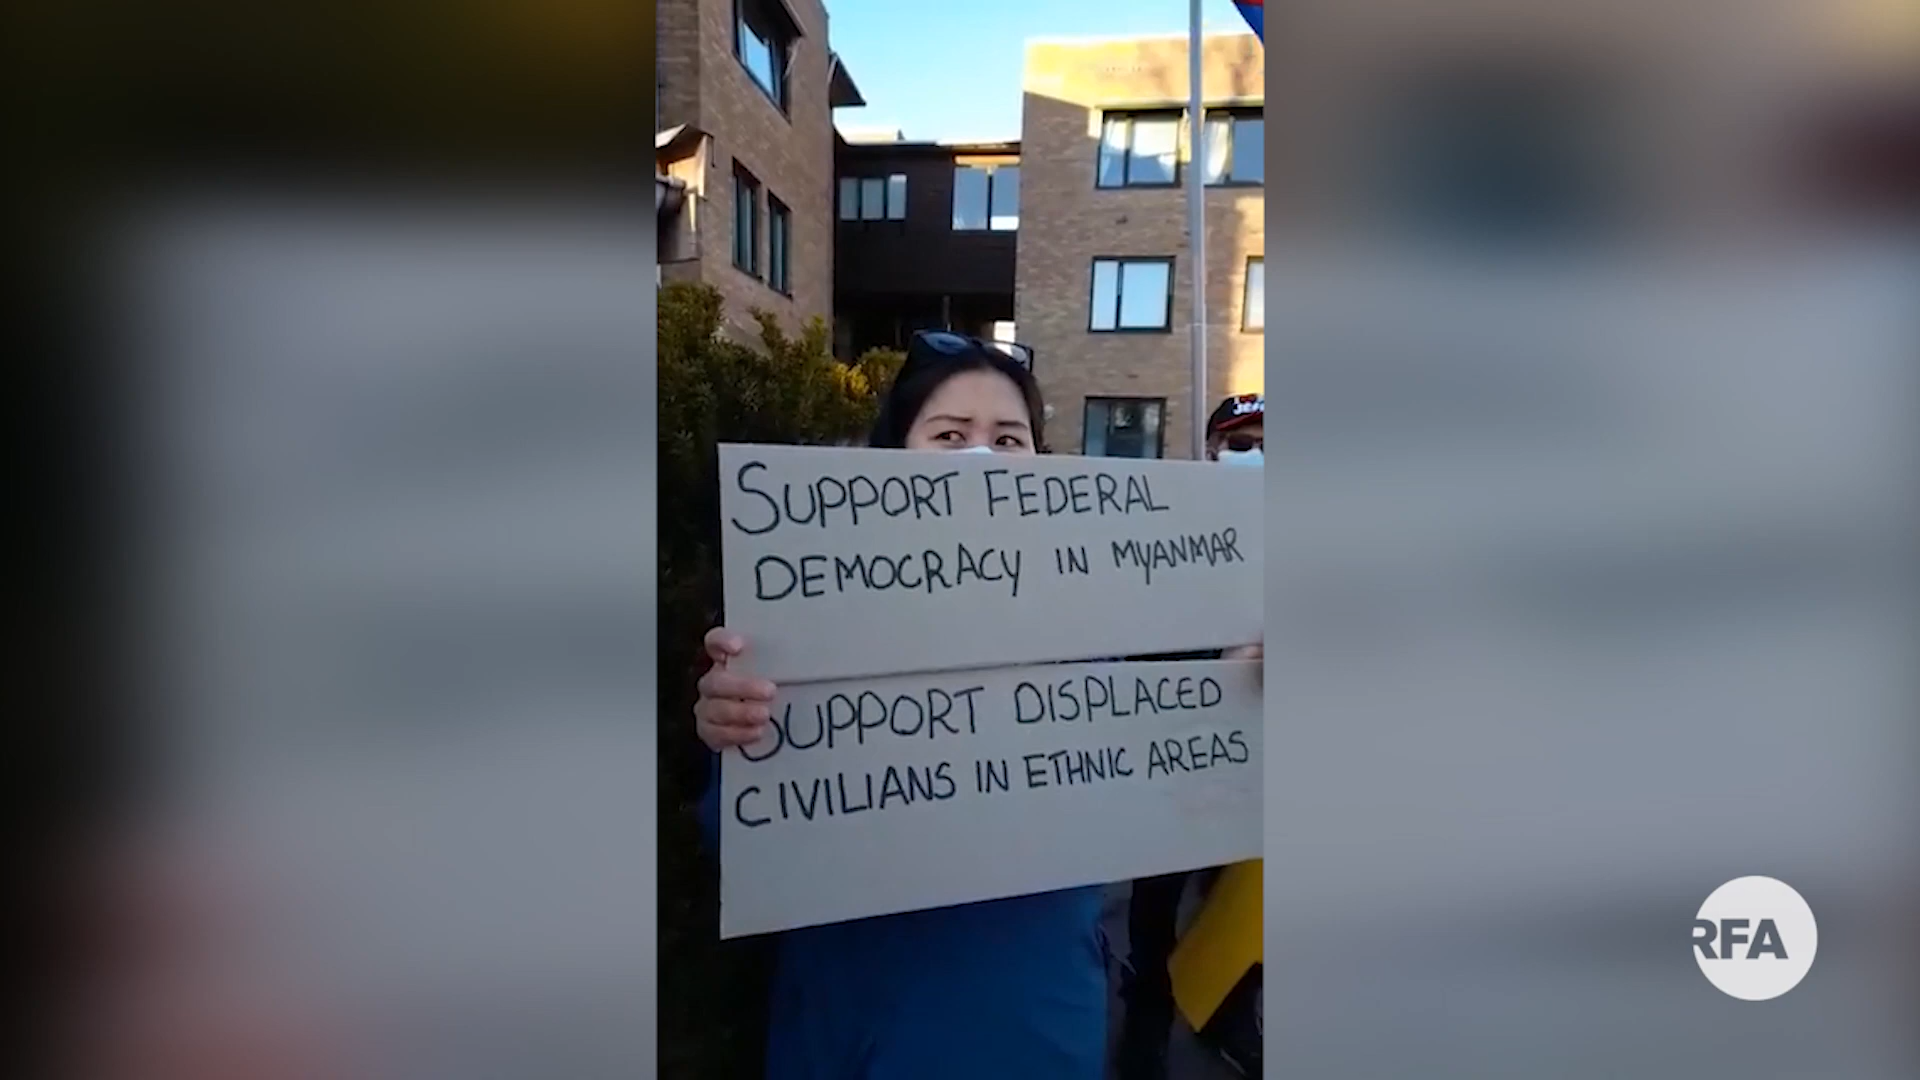 SUPPORT FEDERAL
DEMOCRACY IN MYANMAR
SUPPORT DISPLACED
CIVILIANS IN ETHNIC AREAS
RFA